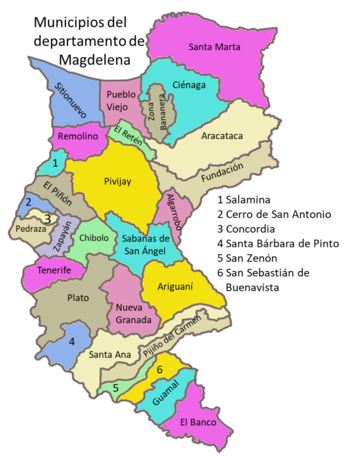 Municipios del
departamento de
Magdelena
Santa Marta
Ciénaga
Sitionuevo
Pueblo
Viejo
Zona
Bananera
Remolino
El Retén
Aracataca
1
Fundación
Pivijay
El Piñón
Algarrobo
2
3
Pedraza
Zapayán
Chibolo
Sabanas de
San Ángel
Tenerife
Plato
Ariguaní
Nueva
Granada
4
Santa Ana
Pijiño del Carmen
5
6
Guamal
El Banco
1 Salamina
2 Cerro de San Antonio
3 Concordia
4 Santa Bárbara de Pinto
5 San Zenón
6 San Sebastián de
Buenavista